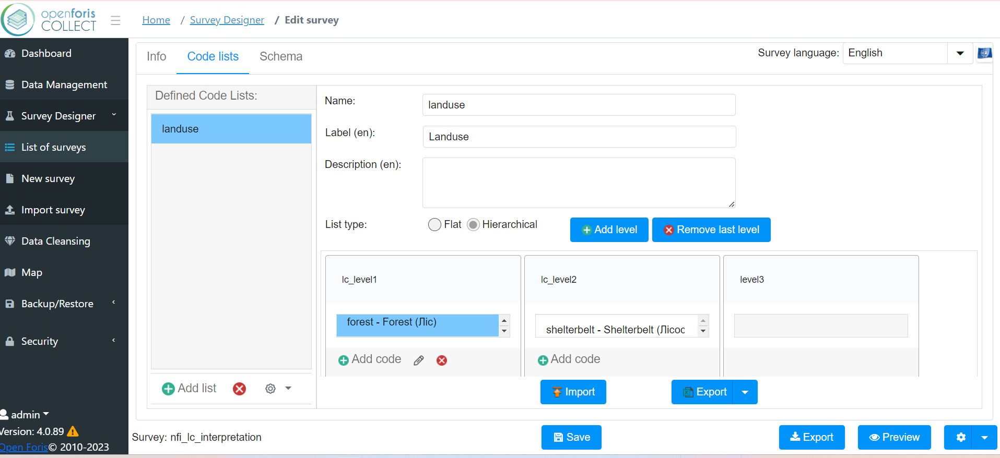 openforis
COLLECT
Home / Survey Designer / Edit survey
Dashboard
Data Management
Survey Designer
List of surveys
New survey
Import survey
Data Cleansing
Map
Backup/Restore
Security
admin
Version: 4.0.89
Open Foris© 2010-2023
Info Code lists Schema
Survey language: English
Defined Code Lists:
landuse
Add list
Name: landuse
Label (en): Landuse
Description (en):
List type: Flat Hierarchical Add level Remove last level
lc_level1 lc_level2 level3
forest - Forest (Ліс) shelterbelt - Shelterbelt (Лісос
Add code Add code
Import Export
Survey: nfi_lc_interpretation Save Export Preview